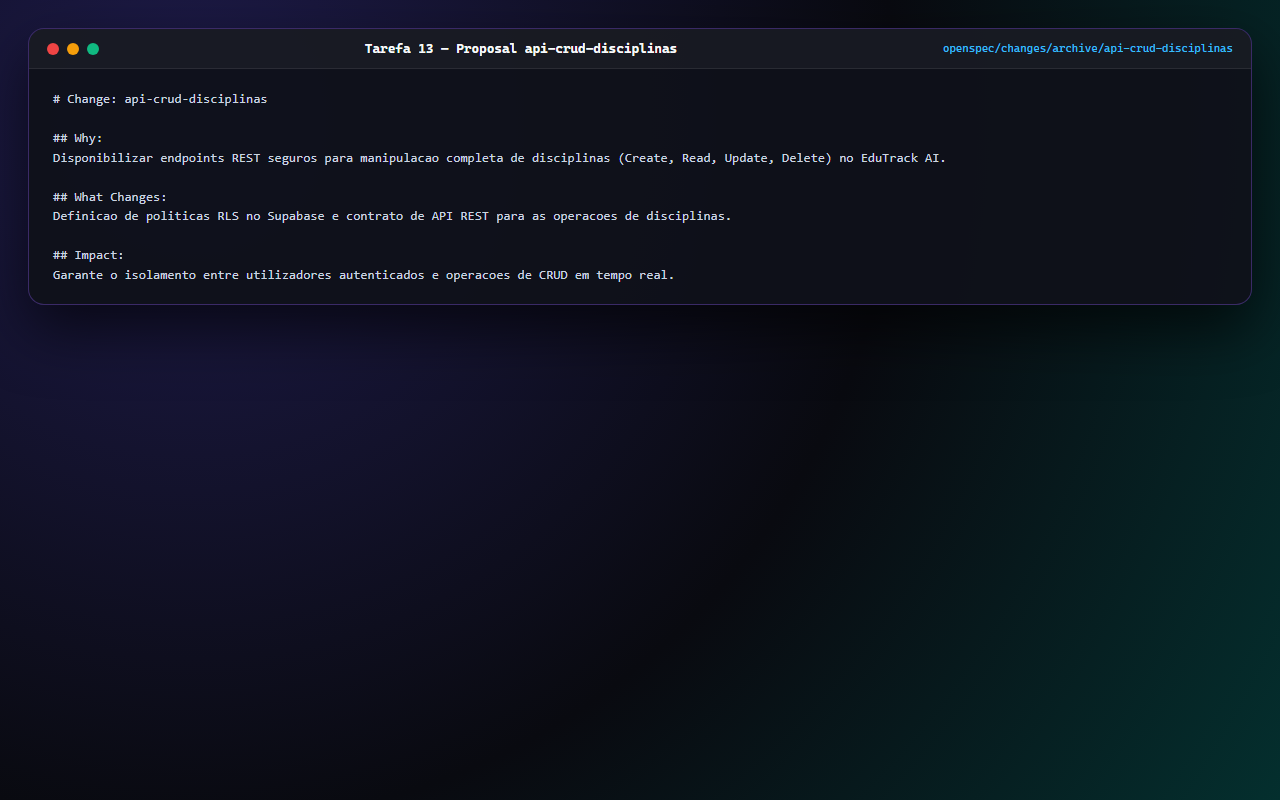 Tarefa 13 — Proposal api-crud-disciplinas
openspec/changes/archive/api-crud-disciplinas
# Change: api-crud-disciplinas
## Why:
Disponibilizar endpoints REST seguros para manipulacao completa de disciplinas (Create, Read, Update, Delete) no EduTrack AI.
## What Changes:
Definicao de politicas RLS no Supabase e contrato de API REST para as operacoes de disciplinas.
## Impact:
Garante o isolamento entre utilizadores autenticados e operacoes de CRUD em tempo real.